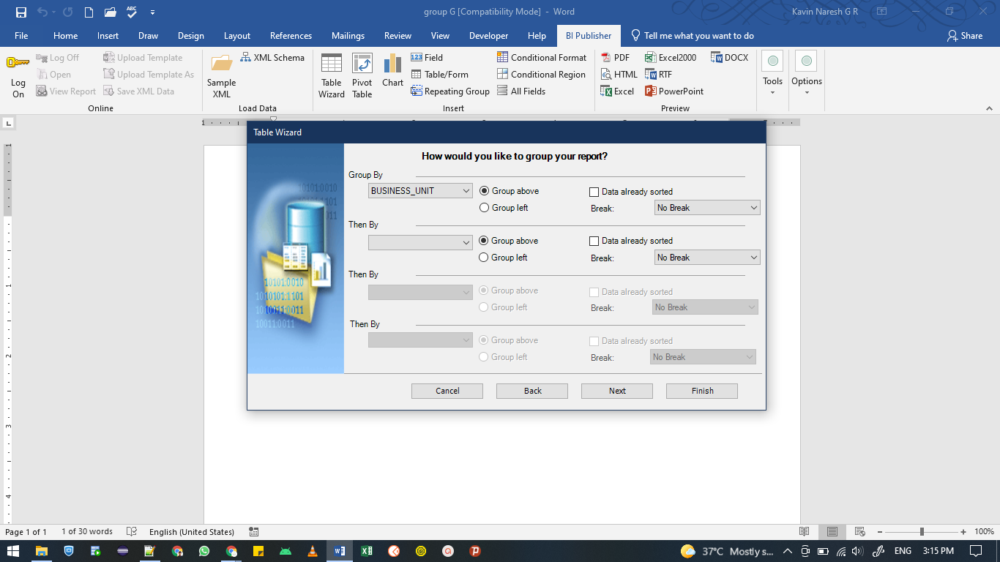 group G [Compatibility Mode] - Word
Kavin Naresh G R
ABC
File Home Insert Draw Design Layout References Mailings Review View Developer Help BI Publisher Tell me what you want to do Share
Log On
Log Off
Open
View Report
Upload Template
Upload Template As
Save XML Data
Online
Sample XML
XML Schema
Load Data
Table Wizard
Pivot Table
Chart
Field
Table/Form
Repeating Group
Conditional Format
Conditional Region
All Fields
Insert
PDF
HTML
Excel
Excel2000
RTF
PowerPoint
DOCX
Preview
Tools
Options
Table Wizard
How would you like to group your report?
Group By
BUSINESS_UNIT Group above Data already sorted
Group left Break: No Break
Then By
Group above Data already sorted
Group left Break: No Break
Then By
Group above Data already sorted
Group left Break: No Break
Then By
Group above Data already sorted
Group left Break: No Break
Cancel Back Next Finish
Page 1 of 1 1 of 30 words English (United States) 100%
37°C Mostly s... ENG 3:15 PM